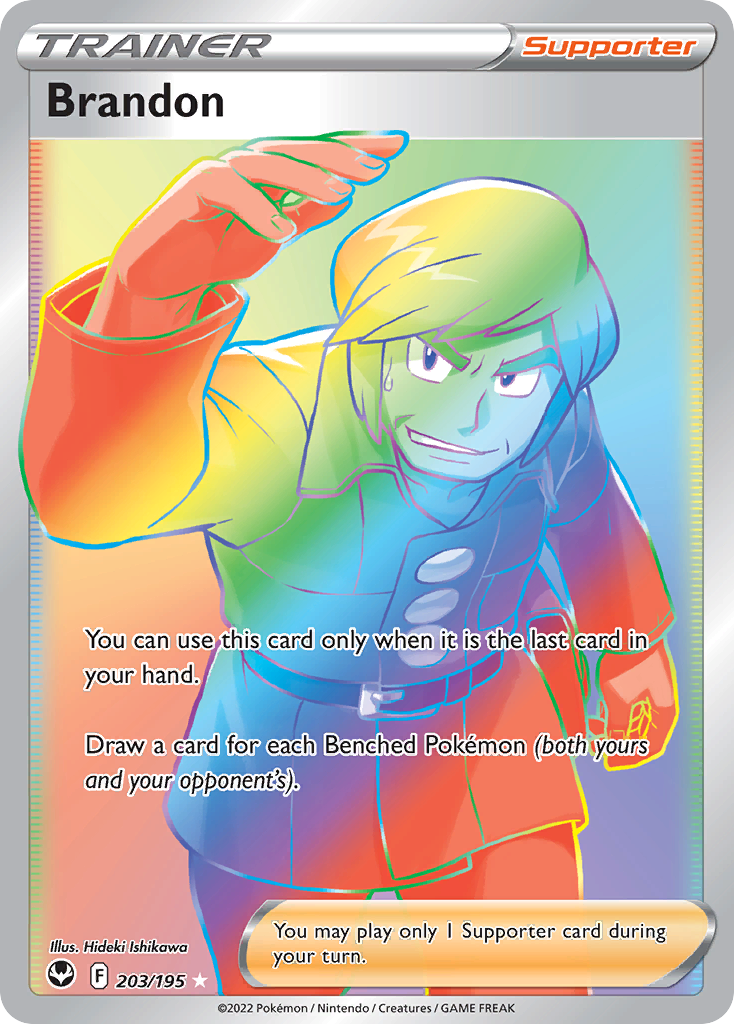 TRAINER
Supporter
Brandon
You can use this card only when it is the last card in
your hand.
Draw a card for each Benched Pokémon (both yours
and your opponent's).
You may play only 1 Supporter card during
your turn.
Illus. Hideki Ishikawa
F 203/195
©2022 Pokémon / Nintendo / Creatures / GAME FREAK